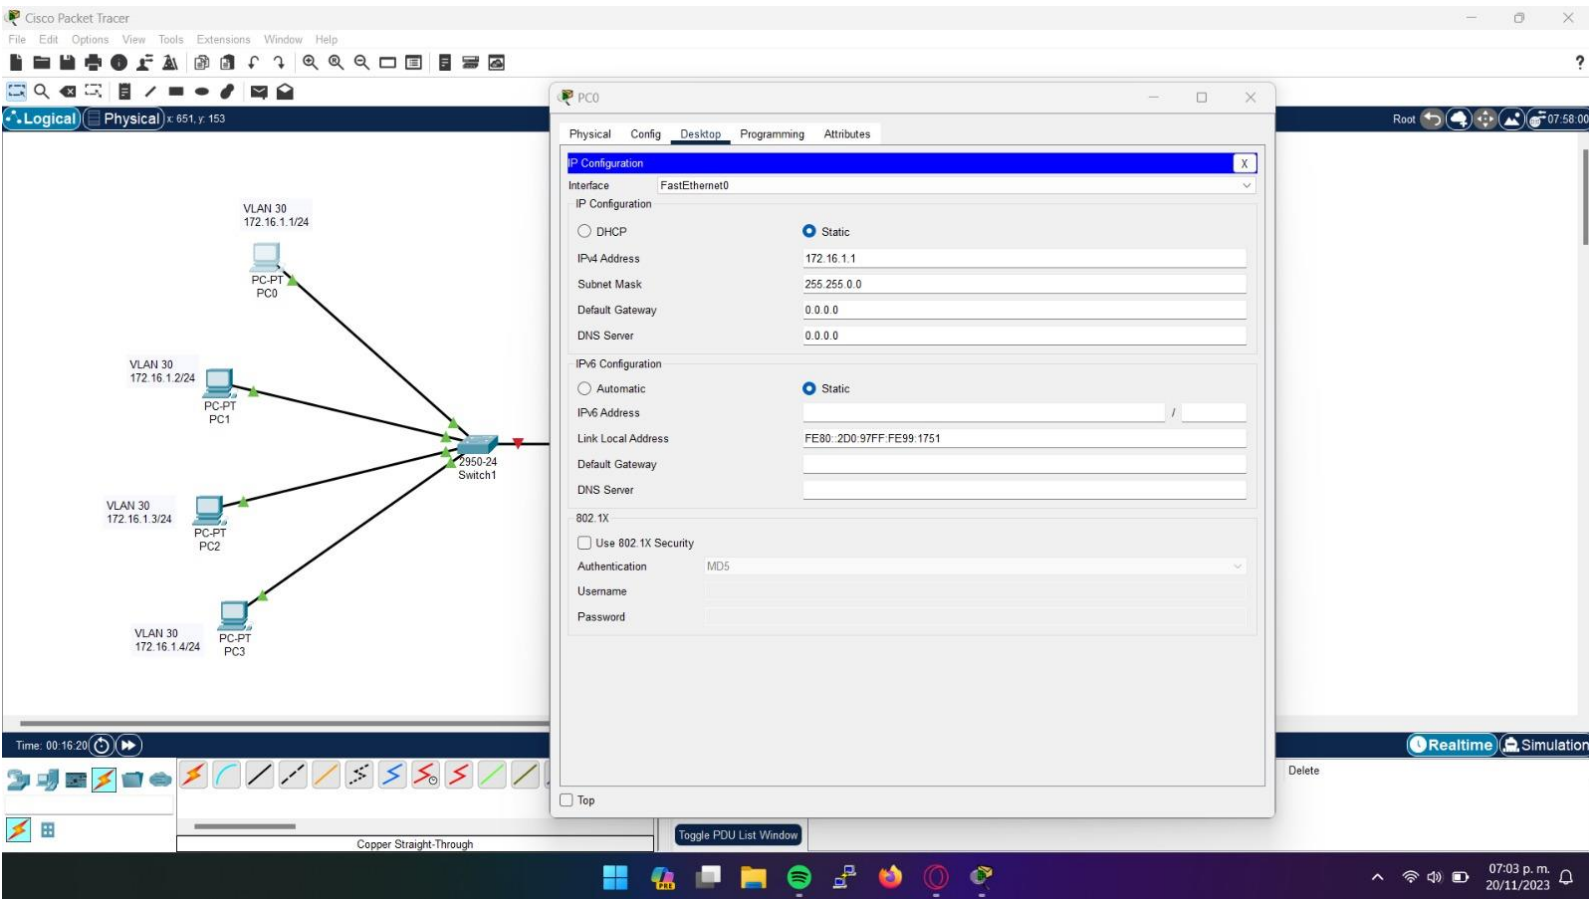 Cisco Packet Tracer
File Edit Options View Tools Extensions Window Help
?
Logical Physical x: 651, y: 153
Root 07:58:00
VLAN 30
172.16.1.1/24
PC-PT
PC0
VLAN 30
172.16.1.2/24
PC-PT
PC1
2950-24
Switch1
VLAN 30
172.16.1.3/24
PC-PT
PC2
VLAN 30
172.16.1.4/24
PC-PT
PC3
PC0
Physical Config Desktop Programming Attributes
IP Configuration X
Interface FastEthernet0
IP Configuration
DHCP Static
IPv4 Address 172.16.1.1
Subnet Mask 255.255.0.0
Default Gateway 0.0.0.0
DNS Server 0.0.0.0
IPv6 Configuration
Automatic Static
IPv6 Address /
Link Local Address FE80::2D0:97FF:FE99:1751
Default Gateway
DNS Server
802.1X
Use 802.1X Security
Authentication MD5
Username
Password
Top
Time: 00:16:20
Realtime Simulation
Delete
Copper Straight-Through
Toggle PDU List Window
PRE
07:03 p. m.
20/11/2023